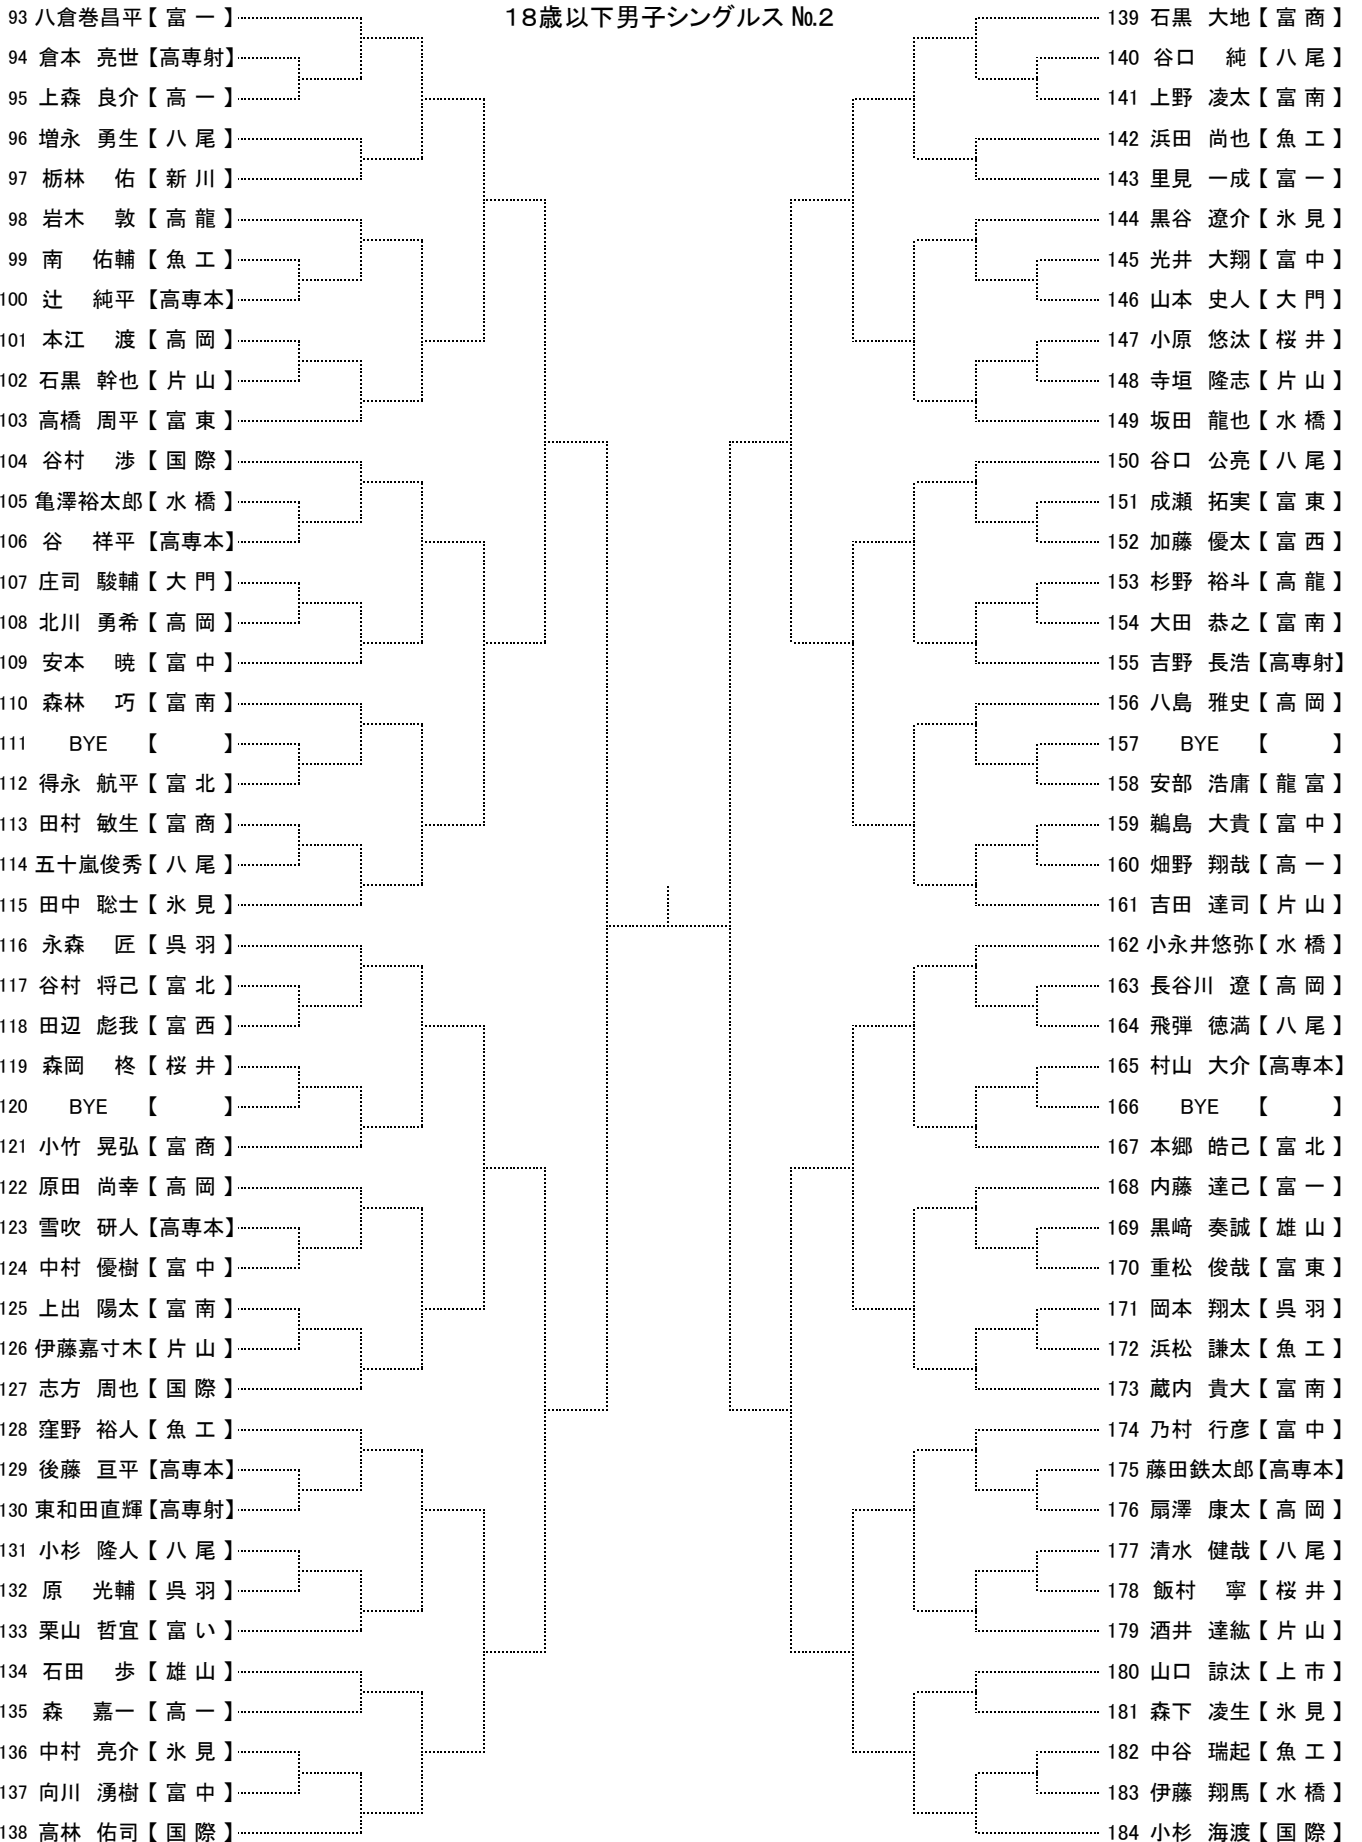 18歳以下男子シングルス №2
93 八倉巻昌平【 富 一 】
94 倉本 亮世【高専射】
95 上森 良介【 高 一 】
96 増永 勇生【 八 尾 】
97 栃林 佑【 新 川 】
98 岩木 敦【 高 龍 】
99 南 佑輔【 魚 工 】
100 辻 純平【高専本】
101 本江 渡【 高 岡 】
102 石黒 幹也【 片 山 】
103 高橋 周平【 富 東 】
104 谷村 渉【 国 際 】
105 亀澤裕太郎【 水 橋 】
106 谷 祥平【高専本】
107 庄司 駿輔【 大 門 】
108 北川 勇希【 高 岡 】
109 安本 暁【 富 中 】
110 森林 巧【 富 南 】
111 BYE 【 】
112 得永 航平【 富 北 】
113 田村 敏生【 富 商 】
114 五十嵐俊秀【 八 尾 】
115 田中 聡士【 氷 見 】
116 永森 匠【 呉 羽 】
117 谷村 将己【 富 北 】
118 田辺 彪我【 富 西 】
119 森岡 柊【 桜 井 】
120 BYE 【 】
121 小竹 晃弘【 富 商 】
122 原田 尚幸【 高 岡 】
123 雪吹 研人【高専本】
124 中村 優樹【 富 中 】
125 上出 陽太【 富 南 】
126 伊藤嘉寸木【 片 山 】
127 志方 周也【 国 際 】
128 窪野 裕人【 魚 工 】
129 後藤 亘平【高専本】
130 東和田直輝【高専射】
131 小杉 隆人【 八 尾 】
132 原 光輔【 呉 羽 】
133 栗山 哲宜【 富 い 】
134 石田 歩【 雄 山 】
135 森 嘉一【 高 一 】
136 中村 亮介【 氷 見 】
137 向川 湧樹【 富 中 】
138 高林 佑司【 国 際 】
139 石黒 大地【 富 商 】
140 谷口 純【 八 尾 】
141 上野 凌太【 富 南 】
142 浜田 尚也【 魚 工 】
143 里見 一成【 富 一 】
144 黒谷 遼介【 氷 見 】
145 光井 大翔【 富 中 】
146 山本 史人【 大 門 】
147 小原 悠汰【 桜 井 】
148 寺垣 隆志【 片 山 】
149 坂田 龍也【 水 橋 】
150 谷口 公亮【 八 尾 】
151 成瀬 拓実【 富 東 】
152 加藤 優太【 富 西 】
153 杉野 裕斗【 高 龍 】
154 大田 恭之【 富 南 】
155 吉野 長浩【高専射】
156 八島 雅史【 高 岡 】
157 BYE 【 】
158 安部 浩庸【 龍 富 】
159 鵜島 大貴【 富 中 】
160 畑野 翔哉【 高 一 】
161 吉田 達司【 片 山 】
162 小永井悠弥【 水 橋 】
163 長谷川 遼【 高 岡 】
164 飛弾 徳満【 八 尾 】
165 村山 大介【高専本】
166 BYE 【 】
167 本郷 皓己【 富 北 】
168 内藤 達己【 富 一 】
169 黒﨑 奏誠【 雄 山 】
170 重松 俊哉【 富 東 】
171 岡本 翔太【 呉 羽 】
172 浜松 謙太【 魚 工 】
173 蔵内 貴大【 富 南 】
174 乃村 行彦【 富 中 】
175 藤田鉄太郎【高専本】
176 扇澤 康太【 高 岡 】
177 清水 健哉【 八 尾 】
178 飯村 寧【 桜 井 】
179 酒井 達紘【 片 山 】
180 山口 諒汰【 上 市 】
181 森下 凌生【 氷 見 】
182 中谷 瑞起【 魚 工 】
183 伊藤 翔馬【 水 橋 】
184 小杉 海渡【 国 際 】